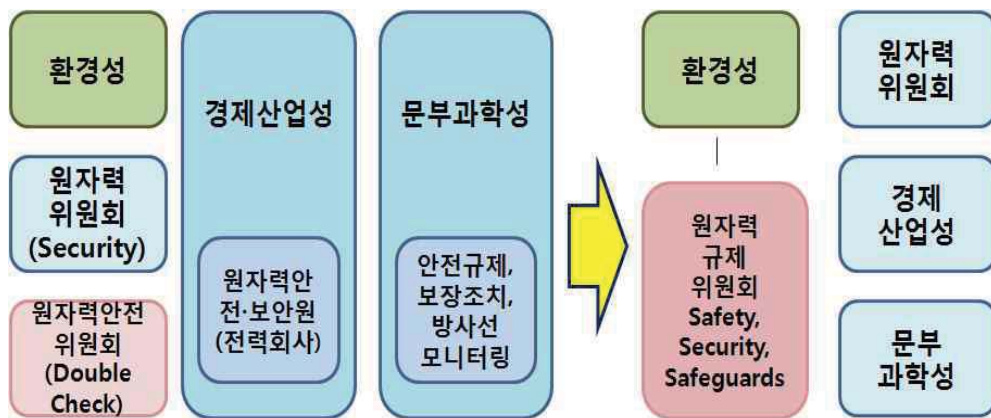 환경성
원자력
위원회
(Security)
원자력안전
위원회
(Double
Check)
경제산업성
원자력안
전·보안원
(전력회사)
문부과학성
안전규제,
보장조치,
방사선
모니터링
환경성
원자력
규제
위원회
Safety,
Security,
Safeguards
원자력
위원회
경제
산업성
문부
과학성